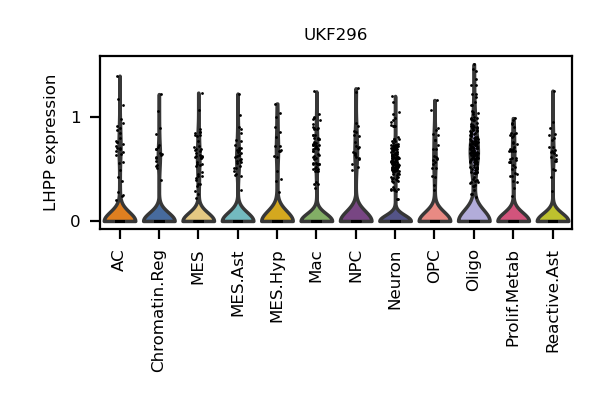 UKF296
LHPP expression
1
0
AC
Chromatin.Reg
MES
MES.Ast
MES.Hyp
Mac
NPC
Neuron
OPC
Oligo
Prolif.Metab
Reactive.Ast